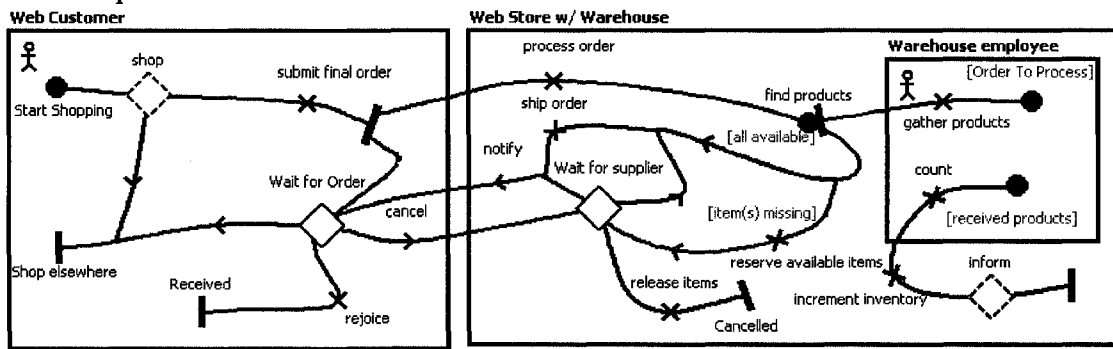 Web Customer
Web Store w/ Warehouse
shop
submit final order
process order
Warehouse employee
[Order To Process]
Start Shopping
ship order
find products
gather products
[all available]
notify
Wait for supplier
count
Wait for Order
cancel
[item(s) missing]
[received products]
Shop elsewhere
Received
rejoice
release items
reserve available items
inform
increment inventory
Cancelled